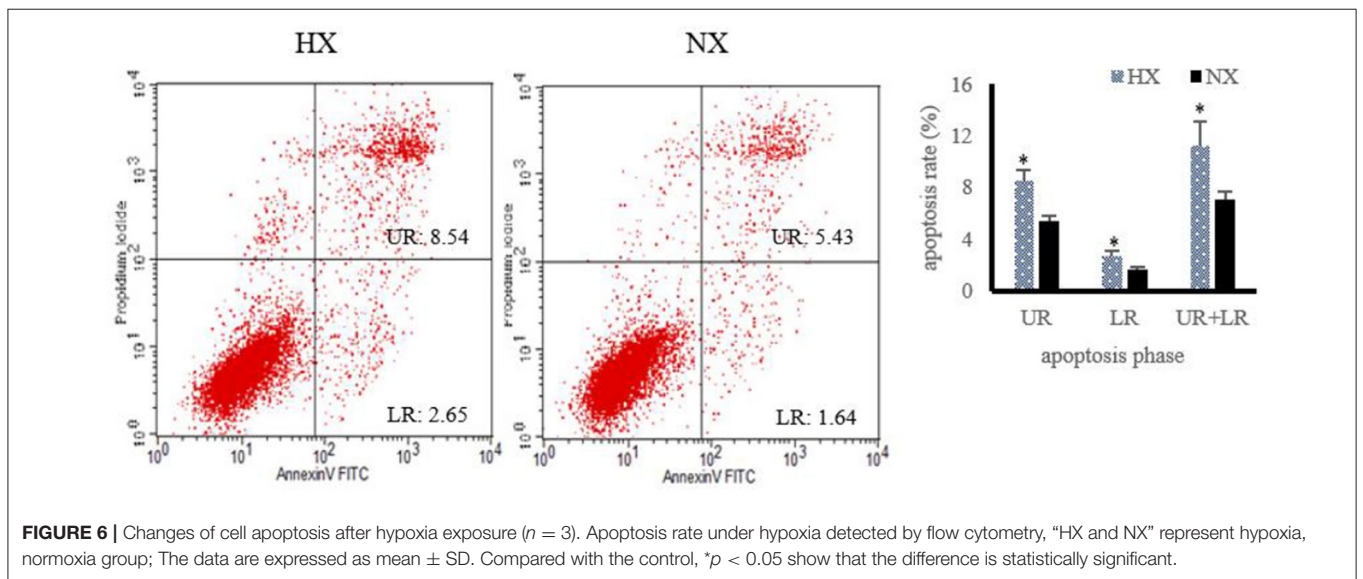 HX
NX
10^4
10^3
10^2
10^1
10^0
Propidium Iodide
UR: 8.54
LR: 2.65
10^0 10^1 10^2 10^3 10^4
AnnexinV FITC
10^4
10^3
10^2
10^1
10^0
Propidium Iodide
UR: 5.43
LR: 1.64
10^0 10^1 10^2 10^3 10^4
AnnexinV FITC
HX NX
16
12
8
4
0
apoptosis rate (%)
* * *
UR LR UR+LR
apoptosis phase
FIGURE 6 | Changes of cell apoptosis after hypoxia exposure (n = 3). Apoptosis rate under hypoxia detected by flow cytometry, “HX and NX” represent hypoxia,
normoxia group; The data are expressed as mean ± SD. Compared with the control, *p < 0.05 show that the difference is statistically significant.